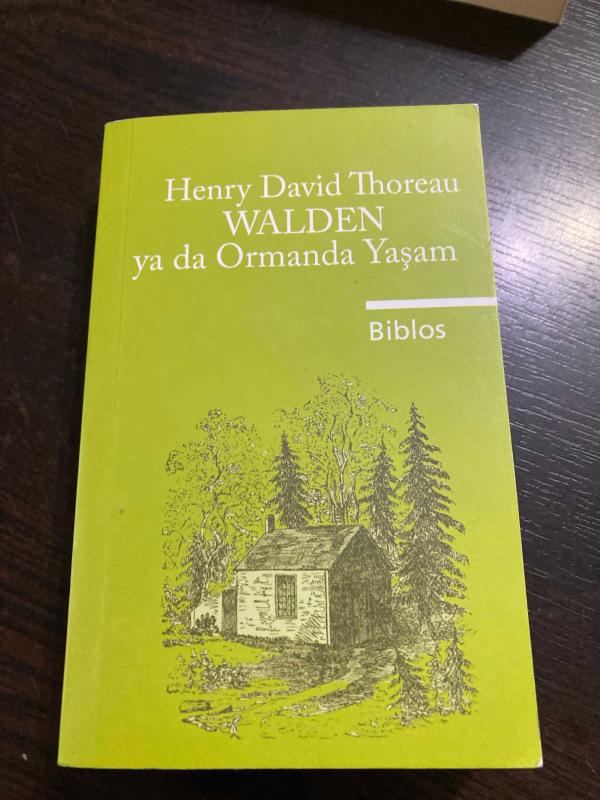 Henry David Thoreau
WALDEN
ya da Ormanda Yaşam
Biblos